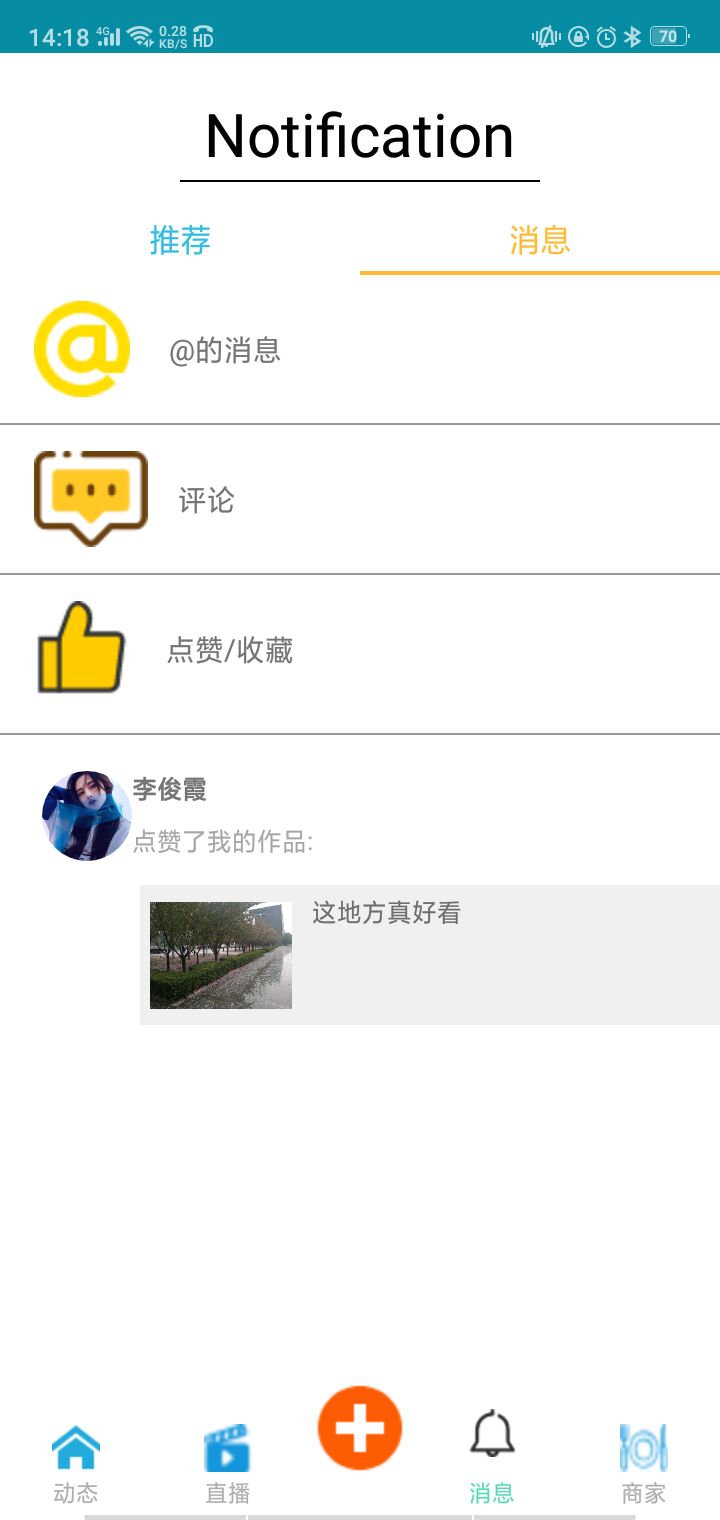 14:18 4G 0.28 KB/S HD 70
Notification
推荐 消息
@的消息
评论
点赞/收藏
李俊霞
点赞了我的作品:
这地方真好看
动态 直播 消息 商家